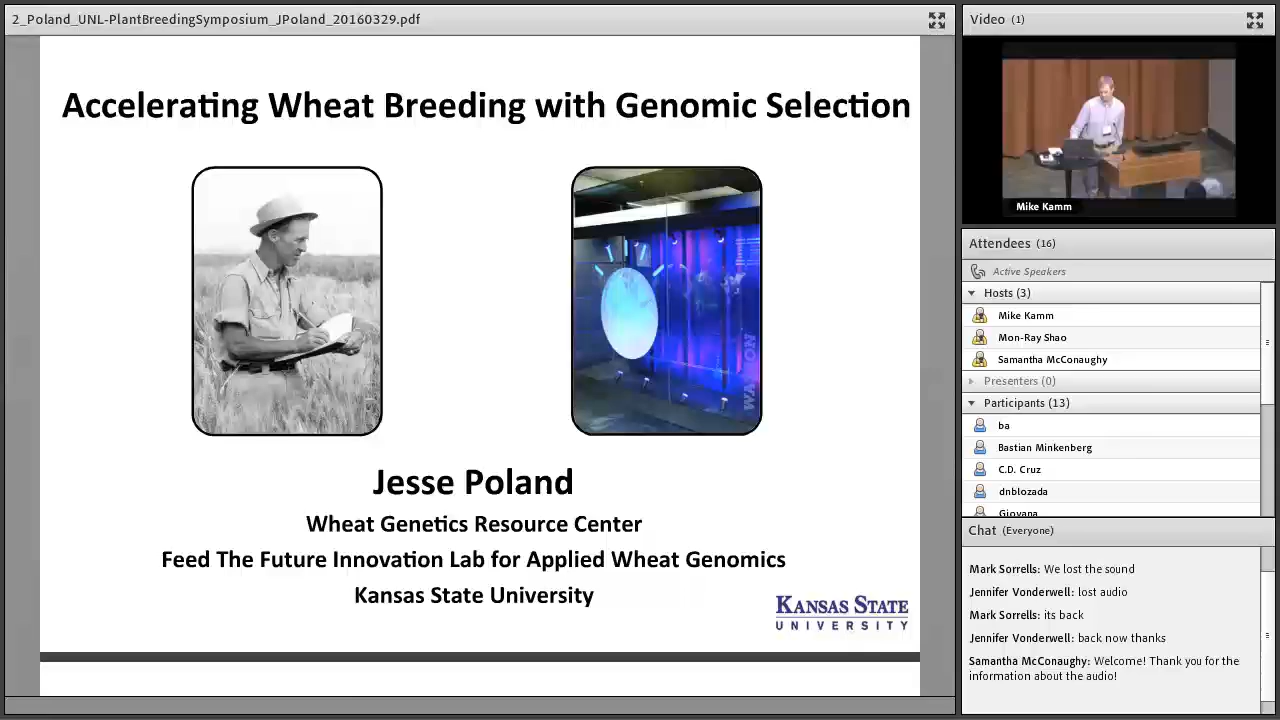 2_Poland_UNL-PlantBreedingSymposium_JPoland_20160329.pdf
Accelerating Wheat Breeding with Genomic Selection
WATSON
Jesse Poland
Wheat Genetics Resource Center
Feed The Future Innovation Lab for Applied Wheat Genomics
Kansas State University
KANSAS STATE
UNIVERSITY
Video (1)
Mike Kamm
Attendees (16)
Active Speakers
Hosts (3)
Mike Kamm
Mon-Ray Shao
Samantha McConaughy
Presenters (0)
Participants (13)
ba
Bastian Minkenberg
C.D. Cruz
dnblozada
Giovana
Chat (Everyone)
Mark Sorrells: We lost the sound
Jennifer Vonderwell: lost audio
Mark Sorrells: its back
Jennifer Vonderwell: back now thanks
Samantha McConaughy: Welcome! Thank you for the
information about the audio!